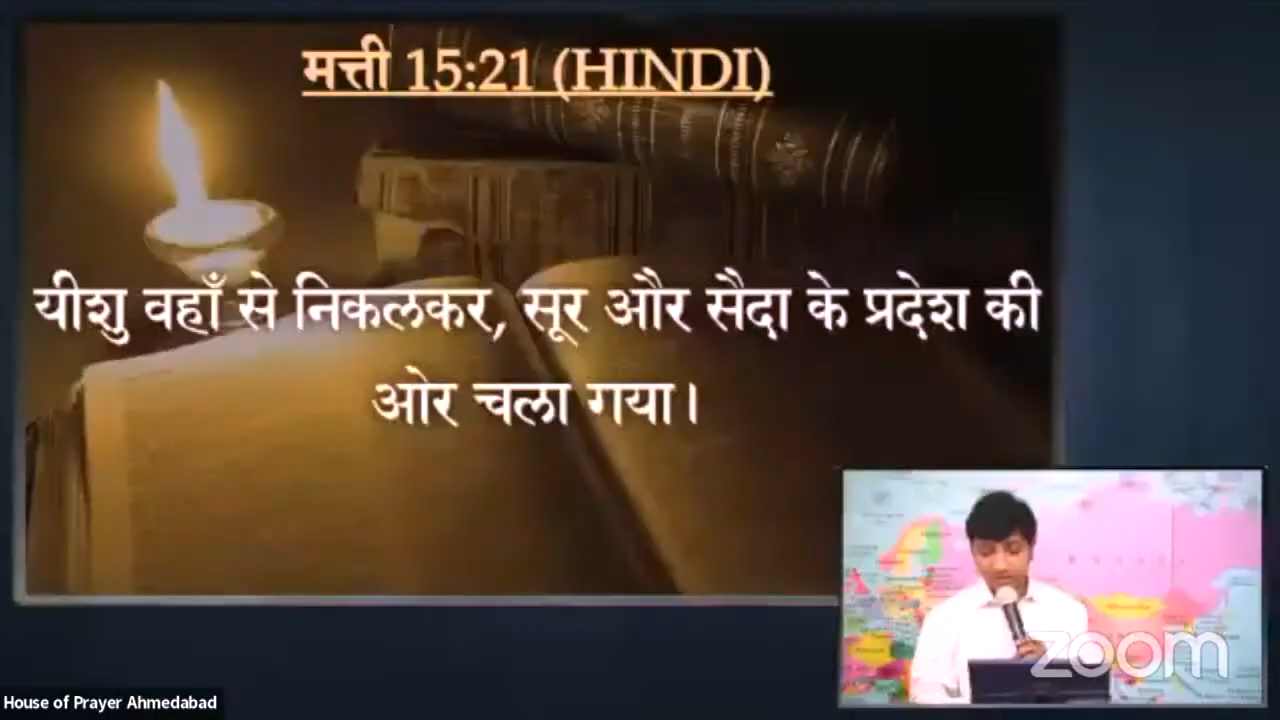 मत्ती 15:21 (HINDI)
यीशु वहाँ से निकलकर, सूर और सैदा के प्रदेश की
ओर चला गया।
zoom
House of Prayer Ahmedabad